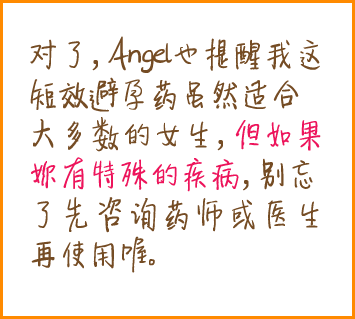 对了,Angel也提醒我这
短效避孕药虽然适合
大多数的女生,但如果
妳有特殊的疾病,别忘
了先咨询药师或医生
再使用喔。